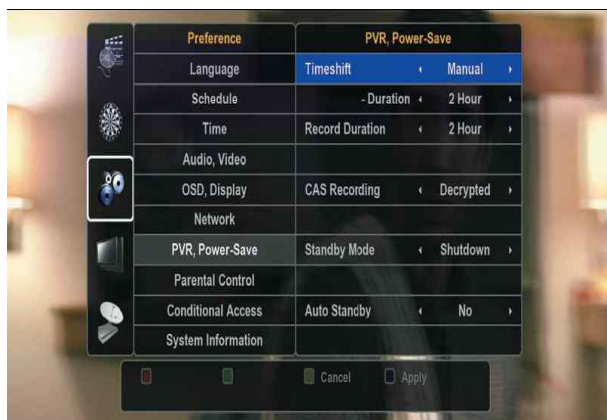 Preference
PVR, Power-Save
Language
Timeshift Manual
Schedule
- Duration 2 Hour
Time
Record Duration 2 Hour
Audio, Video
OSD, Display
CAS Recording Decrypted
Network
PVR, Power-Save
Standby Mode Shutdown
Parental Control
Conditional Access
Auto Standby No
System Information
Cancel Apply